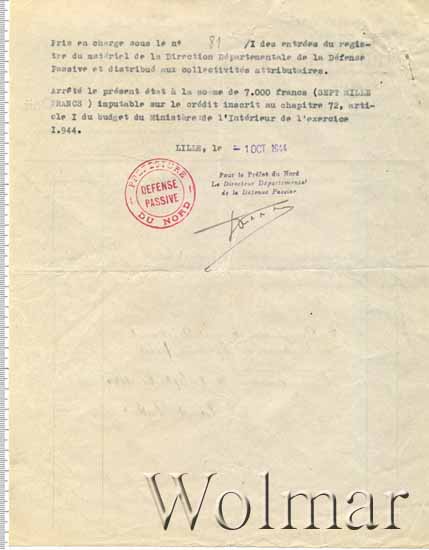 Pris en charge sous le n° 81 /I des entrées du regis-
tre du matériel de la Direction Départementale de la Défense
Passive et distribué aux collectivités attributaires.
Arrêté le présent état à la somme de 7.000 francs (SEPT MILLE
FRANCS ) imputable sur le crédit inscrit au chapitre 72, arti-
cle I du budget du Ministère de l'Intérieur de l'exercice
I.944.
LILLE, le - 1 OCT 1944
Pour le Préfet du Nord
Le Directeur Départemental
de la Défense Passive
PREFECTURE
DEFENSE
PASSIVE
DU NORD
Wolmar